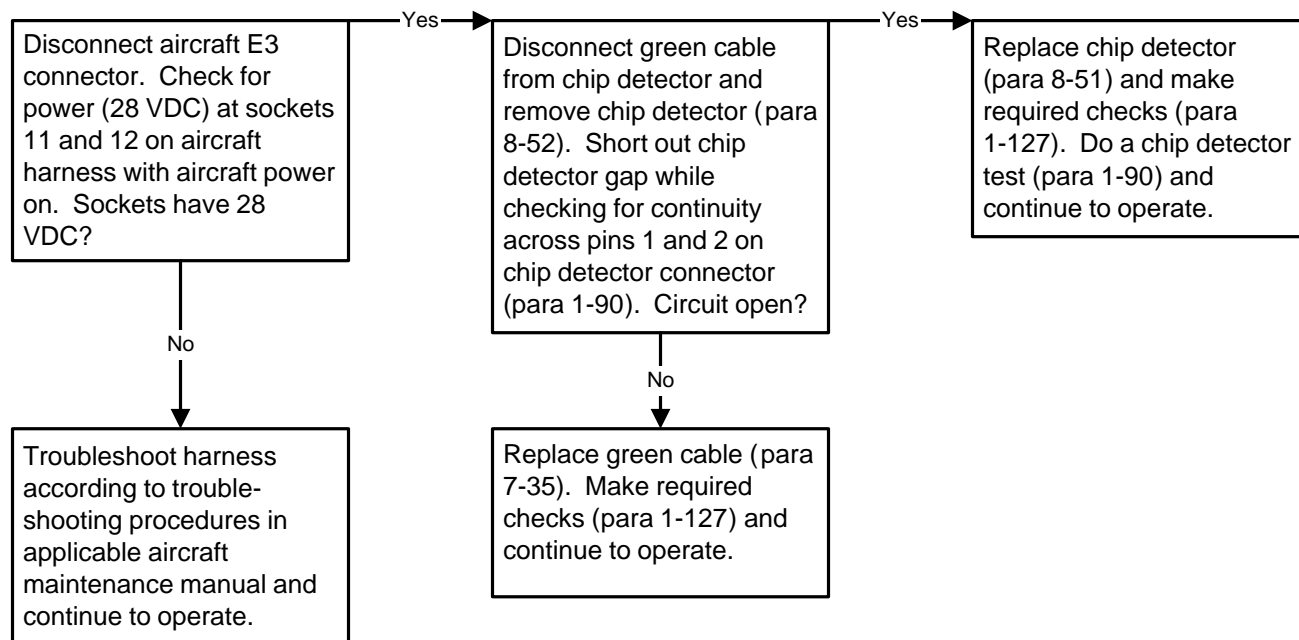 Disconnect aircraft E3
connector. Check for
power (28 VDC) at sockets
11 and 12 on aircraft
harness with aircraft power
on. Sockets have 28
VDC?
Yes
Disconnect green cable
from chip detector and
remove chip detector (para
8-52). Short out chip
detector gap while
checking for continuity
across pins 1 and 2 on
chip detector connector
(para 1-90). Circuit open?
Yes
Replace chip detector
(para 8-51) and make
required checks (para
1-127). Do a chip detector
test (para 1-90) and
continue to operate.
No
Troubleshoot harness
according to trouble-
shooting procedures in
applicable aircraft
maintenance manual and
continue to operate.
No
Replace green cable (para
7-35). Make required
checks (para 1-127) and
continue to operate.